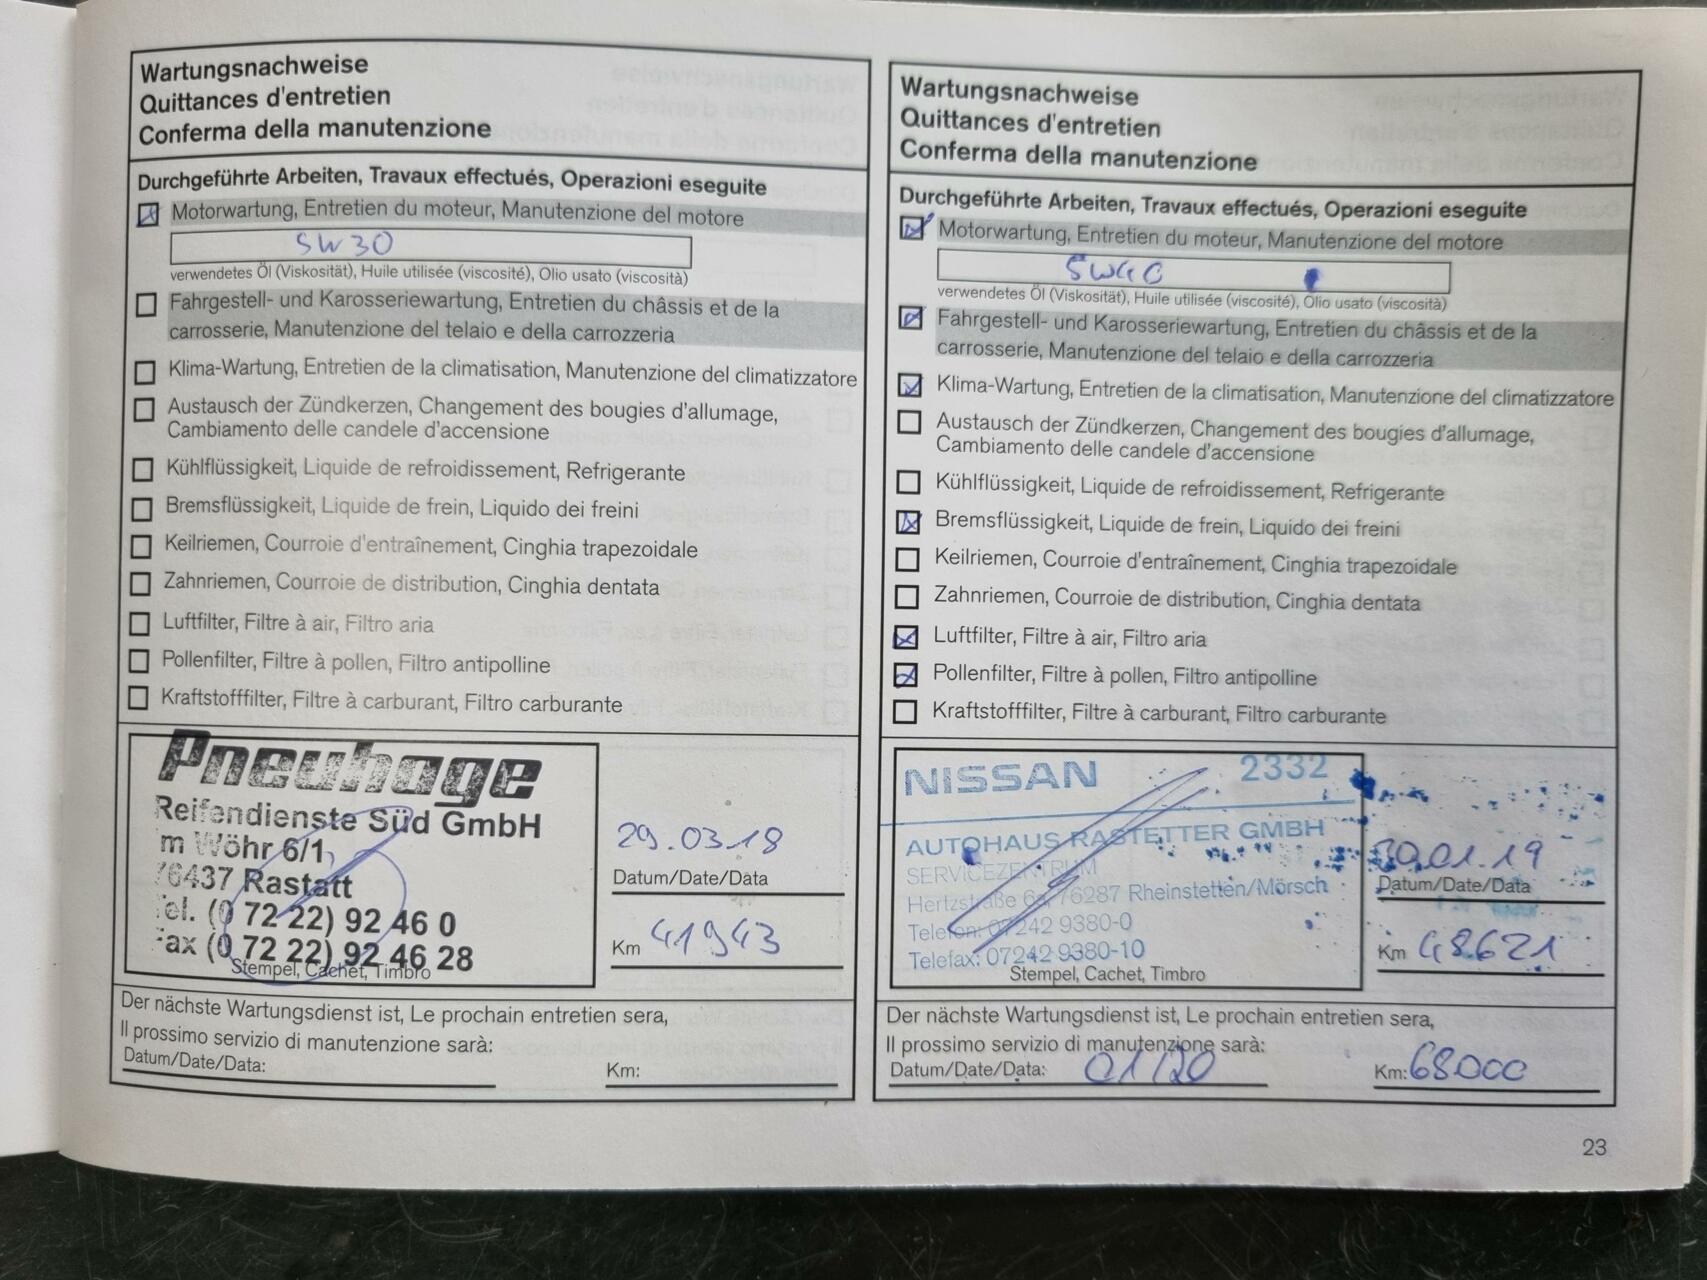 Wartungsnachweise
Quittances d'entretien
Conferma della manutenzione
Durchgeführte Arbeiten, Travaux effectués, Operazioni eseguite
Motorwartung, Entretien du moteur, Manutenzione del motore
5W30
verwendetes Öl (Viskosität), Huile utilisée (viscosité), Olio usato (viscosità)
Fahrgestell- und Karosseriewartung, Entretien du châssis et de la
carrosserie, Manutenzione del telaio e della carrozzeria
Klima-Wartung, Entretien de la climatisation, Manutenzione del climatizzatore
Austausch der Zündkerzen, Changement des bougies d'allumage,
Cambiamento delle candele d'accensione
Kühlflüssigkeit, Liquide de refroidissement, Refrigerante
Bremsflüssigkeit, Liquide de frein, Liquido dei freini
Keilriemen, Courroie d'entraînement, Cinghia trapezoidale
Zahnriemen, Courroie de distribution, Cinghia dentata
Luftfilter, Filtre à air, Filtro aria
Pollenfilter, Filtre à pollen, Filtro antipolline
Kraftstofffilter, Filtre à carburant, Filtro carburante
Pneuhage
Reifendienste Süd GmbH
m Wöhr 6/1
76437 Rastatt
Tel. (0 72 22) 92 46 0
Fax (0 72 22) 92 46 28
Stempel, Cachet, Timbro
29.03.18
Datum/Date/Data
Km 41943
Der nächste Wartungsdienst ist, Le prochain entretien sera,
Il prossimo servizio di manutenzione sarà:
Datum/Date/Data:
Km:
Wartungsnachweise
Quittances d'entretien
Conferma della manutenzione
Durchgeführte Arbeiten, Travaux effectués, Operazioni eseguite
Motorwartung, Entretien du moteur, Manutenzione del motore
5W40
verwendetes Öl (Viskosität), Huile utilisée (viscosité), Olio usato (viscosità)
Fahrgestell- und Karosseriewartung, Entretien du châssis et de la
carrosserie, Manutenzione del telaio e della carrozzeria
Klima-Wartung, Entretien de la climatisation, Manutenzione del climatizzatore
Austausch der Zündkerzen, Changement des bougies d'allumage,
Cambiamento delle candele d'accensione
Kühlflüssigkeit, Liquide de refroidissement, Refrigerante
Bremsflüssigkeit, Liquide de frein, Liquido dei freini
Keilriemen, Courroie d'entraînement, Cinghia trapezoidale
Zahnriemen, Courroie de distribution, Cinghia dentata
Luftfilter, Filtre à air, Filtro aria
Pollenfilter, Filtre à pollen, Filtro antipolline
Kraftstofffilter, Filtre à carburant, Filtro carburante
NISSAN 2332
AUTOHAUS RASTETTER GMBH
SERVICEZENTRUM
Hertzstraße 76287 Rheinstetten/Mörsch
Telefon: 07242 9380-0
Telefax: 07242 9380-10
Stempel, Cachet, Timbro
30.01.19
Datum/Date/Data
Km 48621
Der nächste Wartungsdienst ist, Le prochain entretien sera,
Il prossimo servizio di manutenzione sarà:
Datum/Date/Data: 01/20
Km: 68000
23